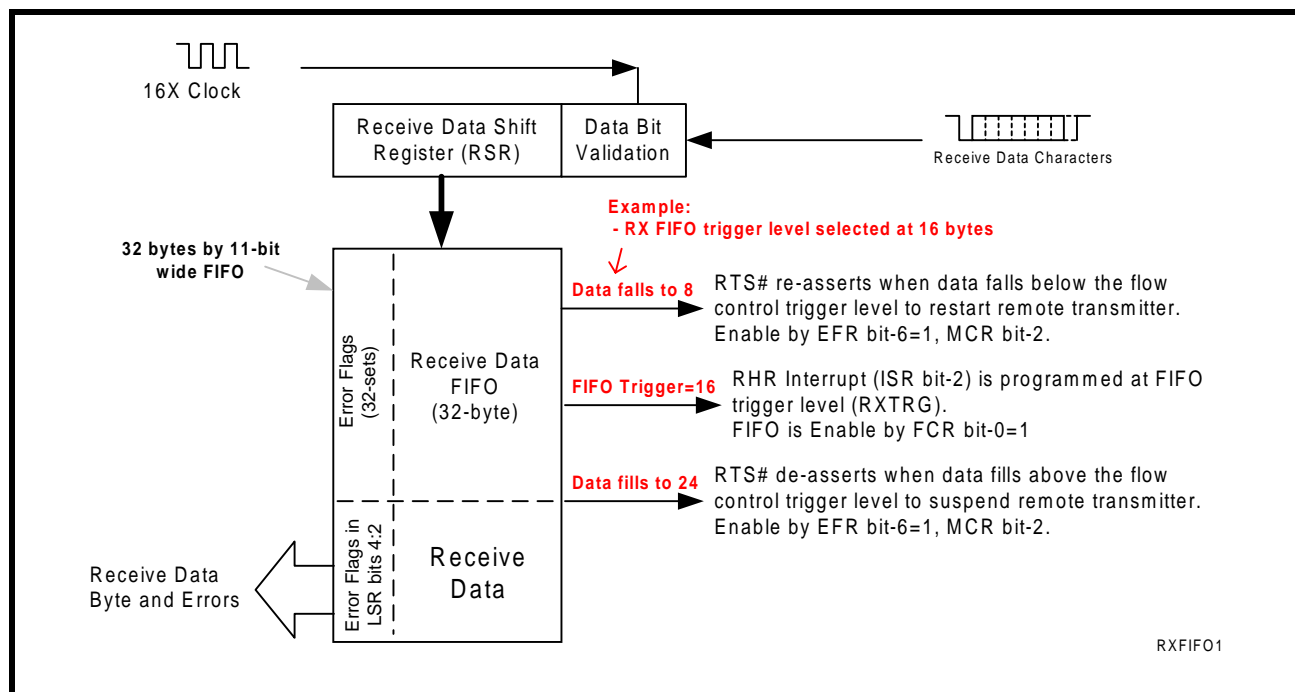 16X Clock
Receive Data Shift
Register (RSR)
Data Bit
Validation
Receive Data Characters
Example:
- RX FIFO trigger level selected at 16 bytes
32 bytes by 11-bit
wide FIFO
Error Flags
(32-sets)
Receive Data
FIFO
(32-byte)
Data falls to 8
RTS# re-asserts when data falls below the flow
control trigger level to restart remote transmitter.
Enable by EFR bit-6=1, MCR bit-2.
FIFO Trigger=16
RHR Interrupt (ISR bit-2) is programmed at FIFO
trigger level (RXTRG).
FIFO is Enable by FCR bit-0=1
Data fills to 24
RTS# de-asserts when data fills above the flow
control trigger level to suspend remote transmitter.
Enable by EFR bit-6=1, MCR bit-2.
Error Flags in
LSR bits 4:2
Receive
Data
Receive Data
Byte and Errors
RXFIFO1